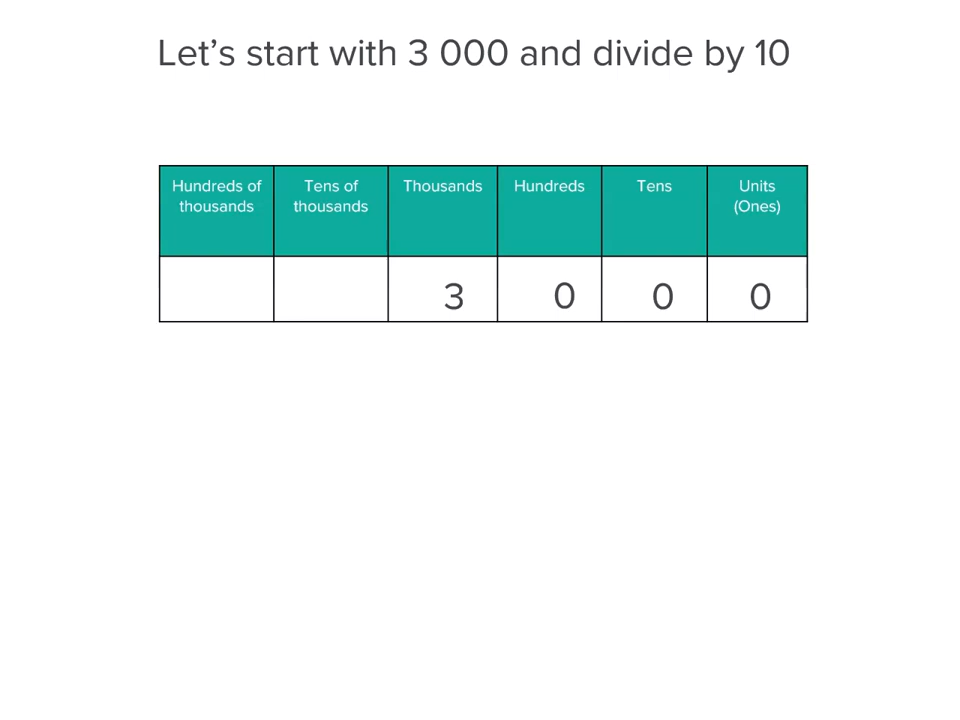 Let’s start with 3 000 and divide by 10
Hundreds of thousands
Tens of thousands
Thousands
Hundreds
Tens
Units (Ones)
3 0 0 0